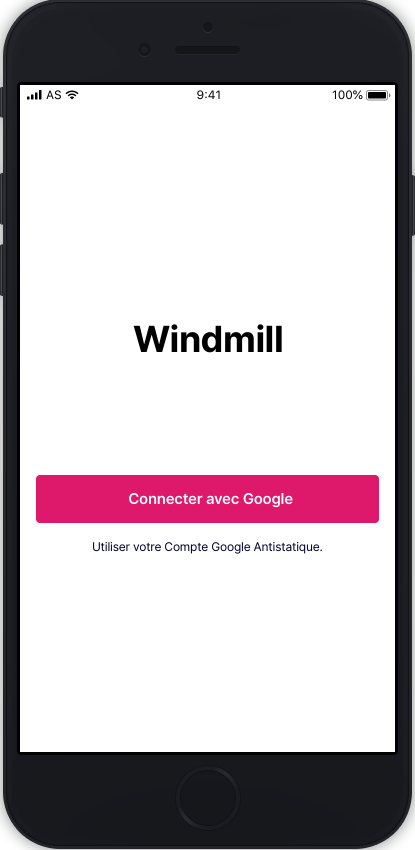 AS 9:41 100%
Windmill
Connecter avec Google
Utiliser votre Compte Google Antistatique.